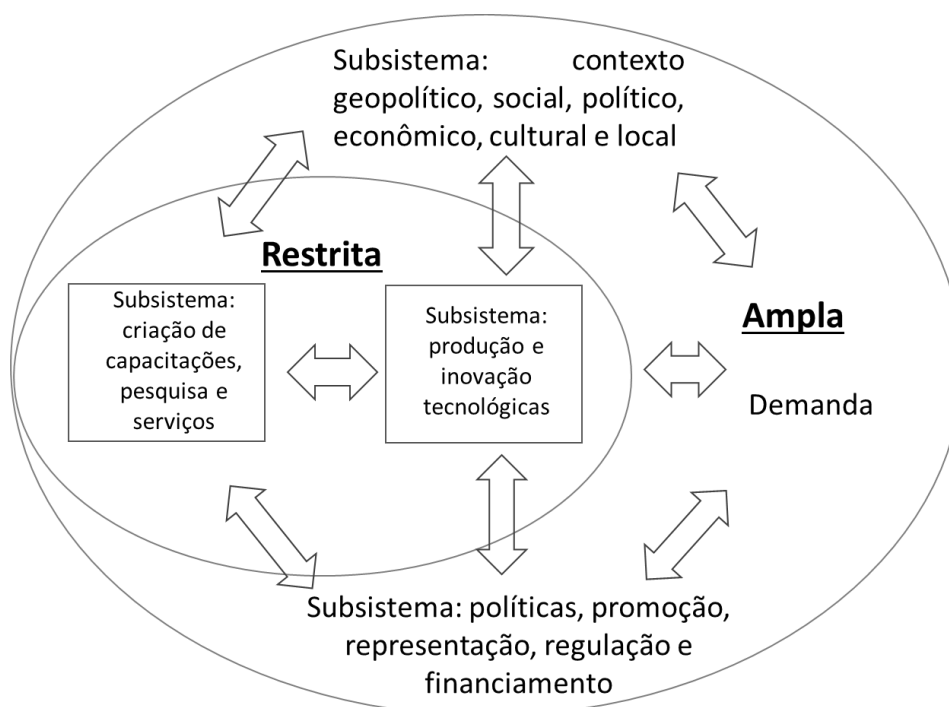 Subsistema: contexto
geopolítico, social, político,
econômico, cultural e local
Restrita
Subsistema:
criação de
capacitações,
pesquisa e
serviços
Subsistema:
produção e
inovação
tecnológicas
Ampla
Demanda
Subsistema: políticas, promoção,
representação, regulação e
financiamento